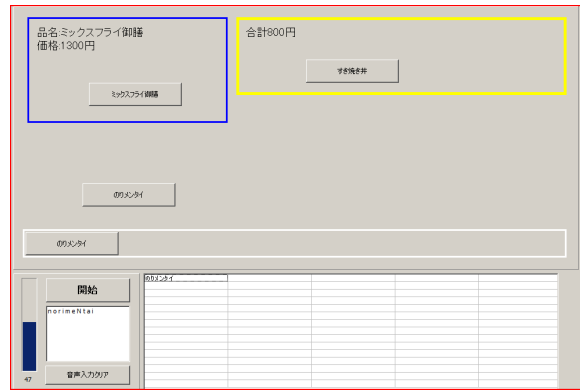 品名:ミックスフライ御膳
価格:1300円
ミックスフライ御膳
合計800円
すき焼き丼
のりメンタイ
のりメンタイ
開始
norimeNtai
音声入力クリア
47
のりメンタイ